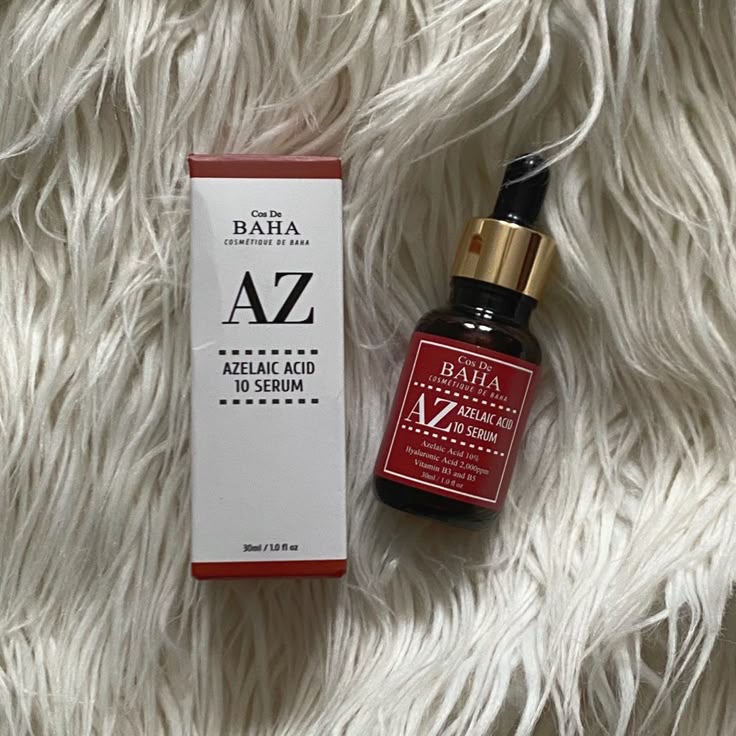 Cos De
BAHA
COSMÉTIQUE DE BAHA
AZ
AZELAIC ACID
10 SERUM
30ml / 1.0 fl oz
Cos De
BAHA
COSMÉTIQUE DE BAHA
AZ
AZELAIC ACID
10 SERUM
Azelaic Acid 10%
Hyaluronic Acid 2,000ppm
Vitamin B3 and B5
30ml / 1.0 fl oz